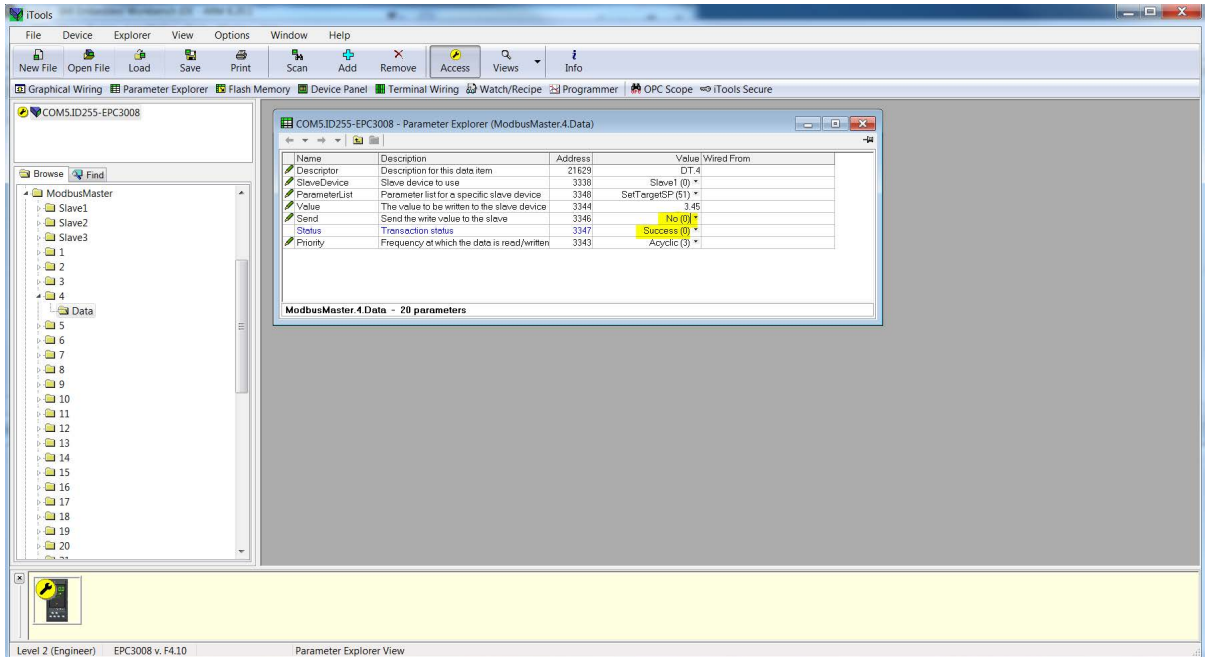 iTools
File Device Explorer View Options Window Help
New File Open File Load Save Print Scan Add Remove Access Views Info
Graphical Wiring Parameter Explorer Flash Memory Device Panel Terminal Wiring Watch/Recipe Programmer OPC Scope iTools Secure
COM5.ID255-EPC3008
Browse Find
ModbusMaster
Slave1
Slave2
Slave3
1
2
3
4
Data
5
6
7
8
9
10
11
12
13
14
15
16
17
18
19
20
COM5.ID255-EPC3008 - Parameter Explorer (ModbusMaster.4.Data)
Name Description Address Value Wired From
Descriptor Description for this data item 21629 DT.4
SlaveDevice Slave device to use 3338 Slave1 (0)
ParameterList Parameter list for a specific slave device 3348 SetTargetSP (51)
Value The value to be written to the slave device 3344 3.45
Send Send the write value to the slave 3346 No (0)
Status Transaction status 3347 Success (0)
Priority Frequency at which the data is read/written 3343 Acyclic (3)
ModbusMaster.4.Data - 20 parameters
Level 2 (Engineer) EPC3008 v. F4.10 Parameter Explorer View